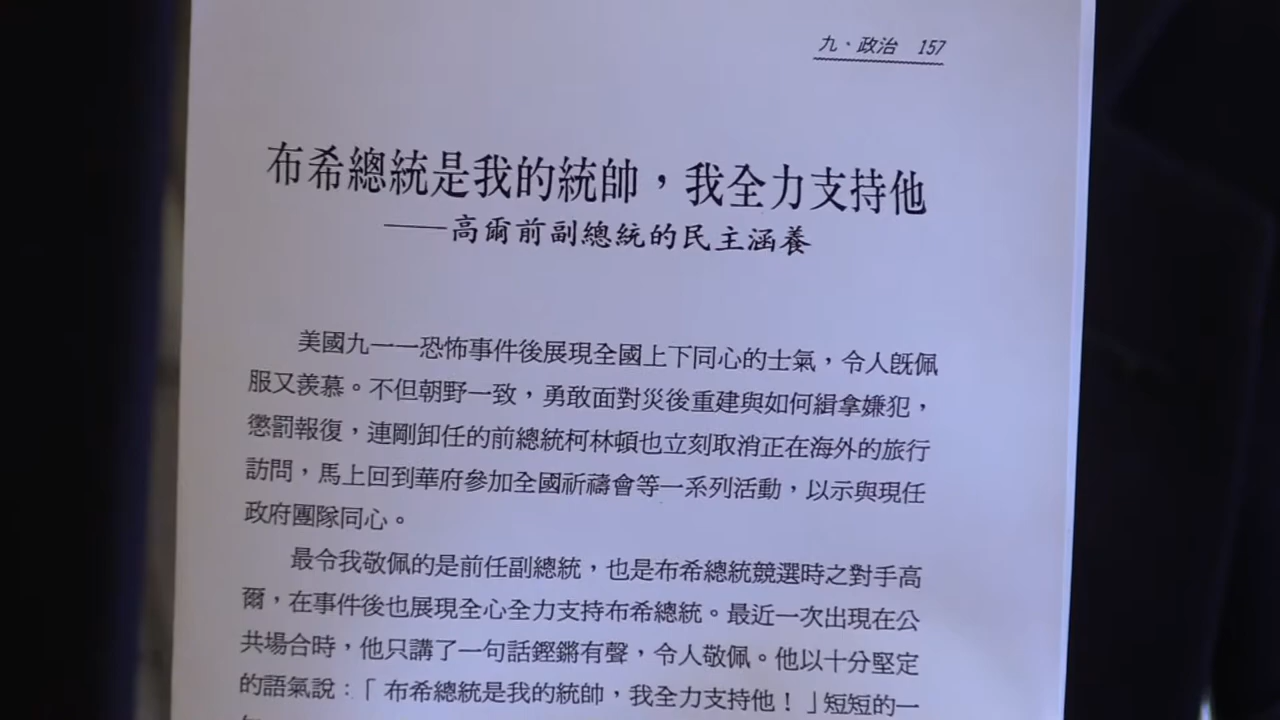 九、政治 157
布希總統是我的統帥，我全力支持他
──高爾前副總統的民主涵養
美國九一一恐怖事件後展現全國上下同心的士氣，令人既佩
服又羨慕。不但朝野一致，勇敢面對災後重建與如何緝拿嫌犯，
懲罰報復，連剛卸任的前總統柯林頓也立刻取消正在海外的旅行
訪問，馬上回到華府參加全國祈禱會等一系列活動，以示與現任
政府團隊同心。
最令我敬佩的是前任副總統，也是布希總統競選時之對手高
爾，在事件後也展現全心全力支持布希總統。最近一次出現在公
共場合時，他只講了一句話鏗鏘有聲，令人敬佩。他以十分堅定
的語氣說：「布希總統是我的統帥，我全力支持他！」短短的一